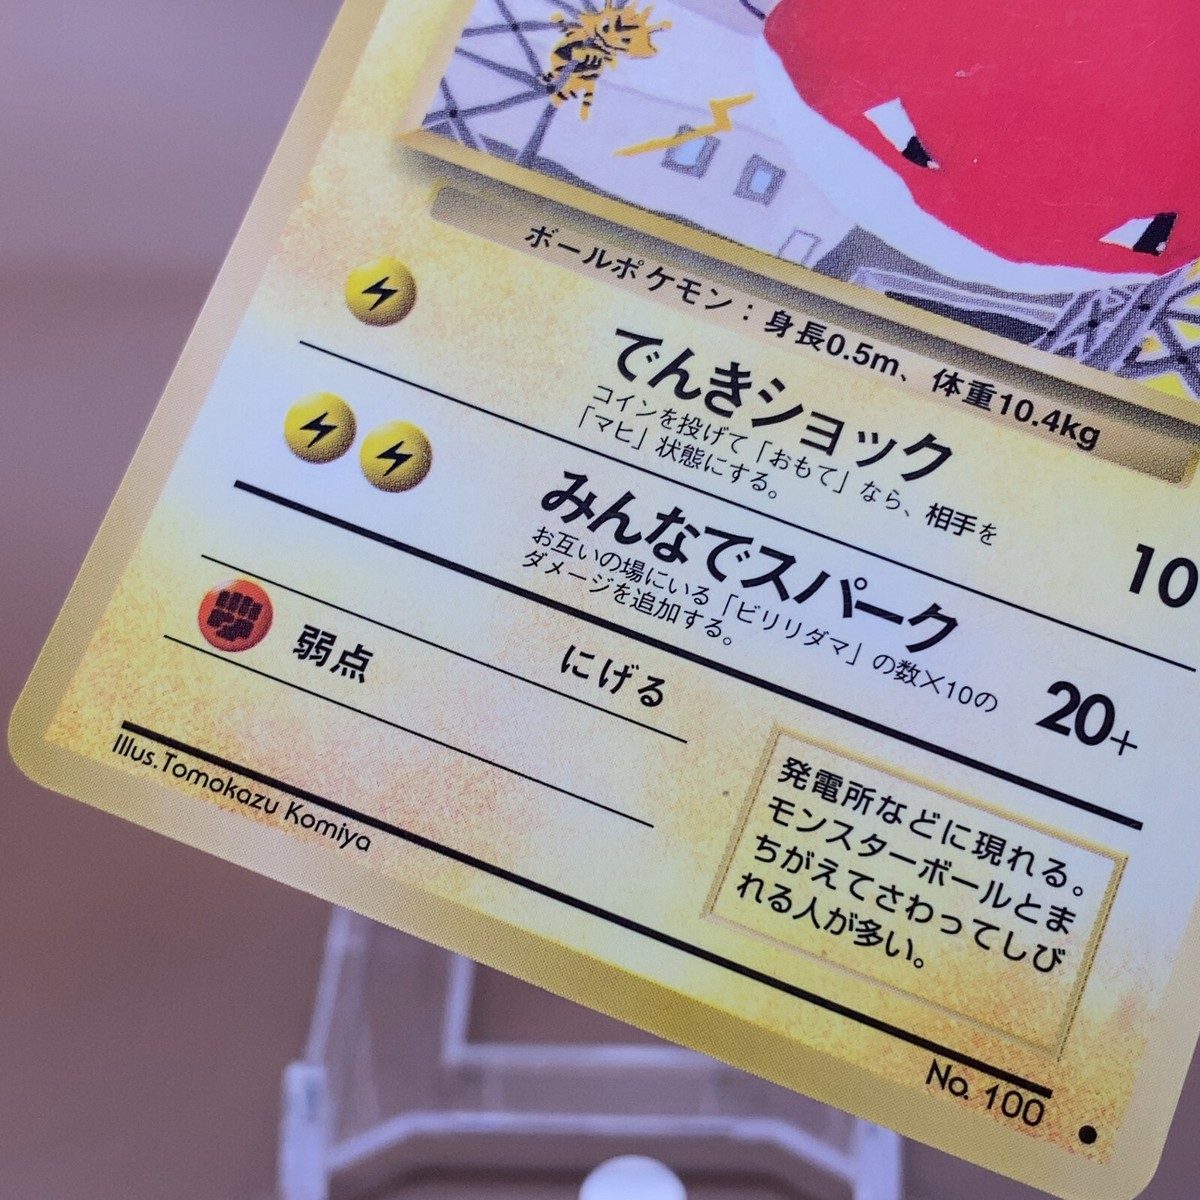 ボールポケモン：身長0.5m、体重10.4kg
でんきショック
コインを投げて「おもて」なら、相手を
「マヒ」状態にする。
10
みんなでスパーク
お互いの場にいる「ビリリダマ」の数×10の
ダメージを追加する。
20+
弱点
にげる
発電所などに現れる。
モンスターボールとま
ちがえてさわってしび
れる人が多い。
Illus.Tomokazu Komiya
No. 100